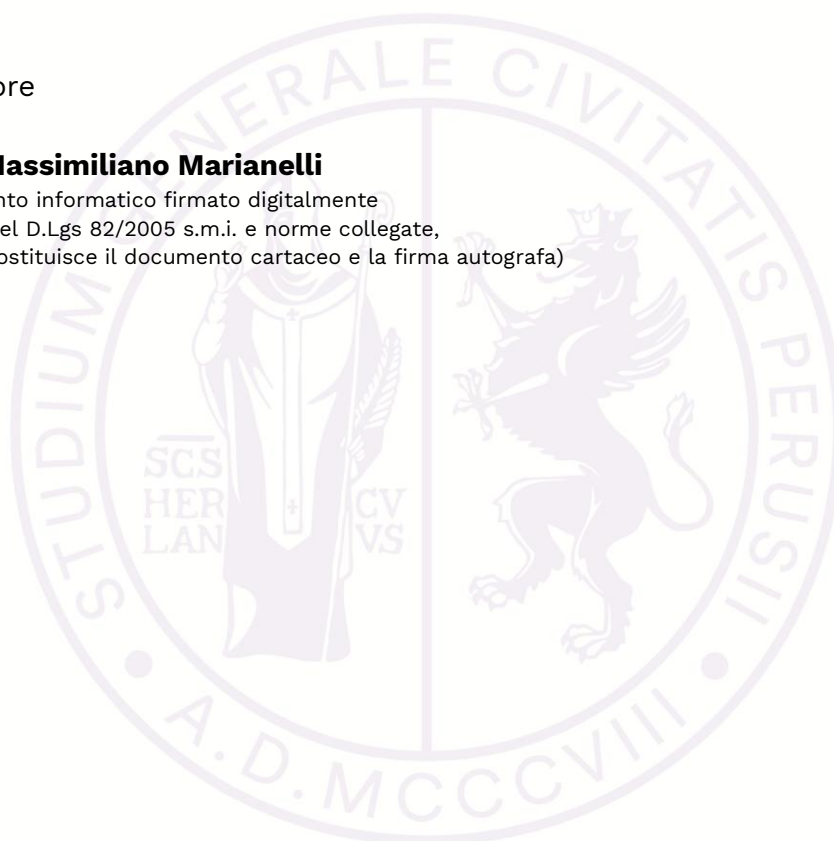 ore
Massimiliano Marianelli
nto informatico firmato digitalmente
el D.Lgs 82/2005 s.m.i. e norme collegate,
ostituisce il documento cartaceo e la firma autografa)
STUDIUM GENERALE CIVITATIS PERUSII
SCS
HER
LAN
CV
VS
A.D. MCCCVIII